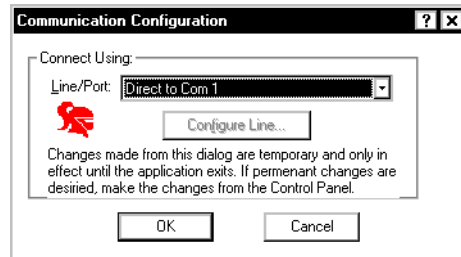 Communication Configuration
Connect Using:
Line/Port: Direct to Com 1
Configure Line...
Changes made from this dialog are temporary and only in
effect until the application exits. If permenant changes are
desiried, make the changes from the Control Panel.
OK Cancel